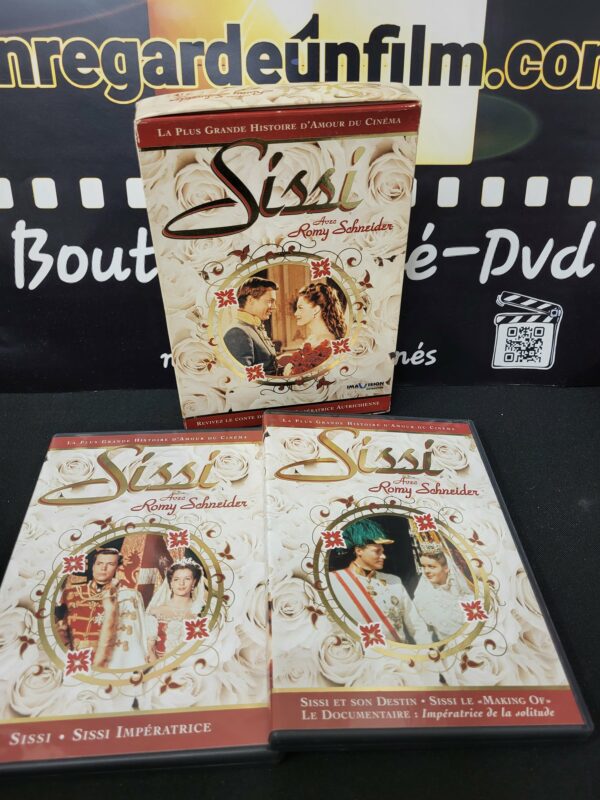 nregardeunfilm.con
Bout é-Dvd
nés
LA PLUS GRANDE HISTOIRE D'AMOUR DU CINÉMA
Sissi
Avec
Romy Schneider
IMAVISION
REVIVEZ LE CONTE DE IMPÉRATRICE AUTRICHIENNE
LA PLUS GRANDE HISTOIRE D'AMOUR DU CINÉMA
Sissi
Avec
Romy Schneider
SISSI • SISSI IMPÉRATRICE
LA PLUS GRANDE HISTOIRE D'AMOUR DU CINÉMA
Sissi
Avec
Romy Schneider
SISSI ET SON DESTIN • SISSI LE «MAKING OF»
LE DOCUMENTAIRE : Impératrice de la solitude